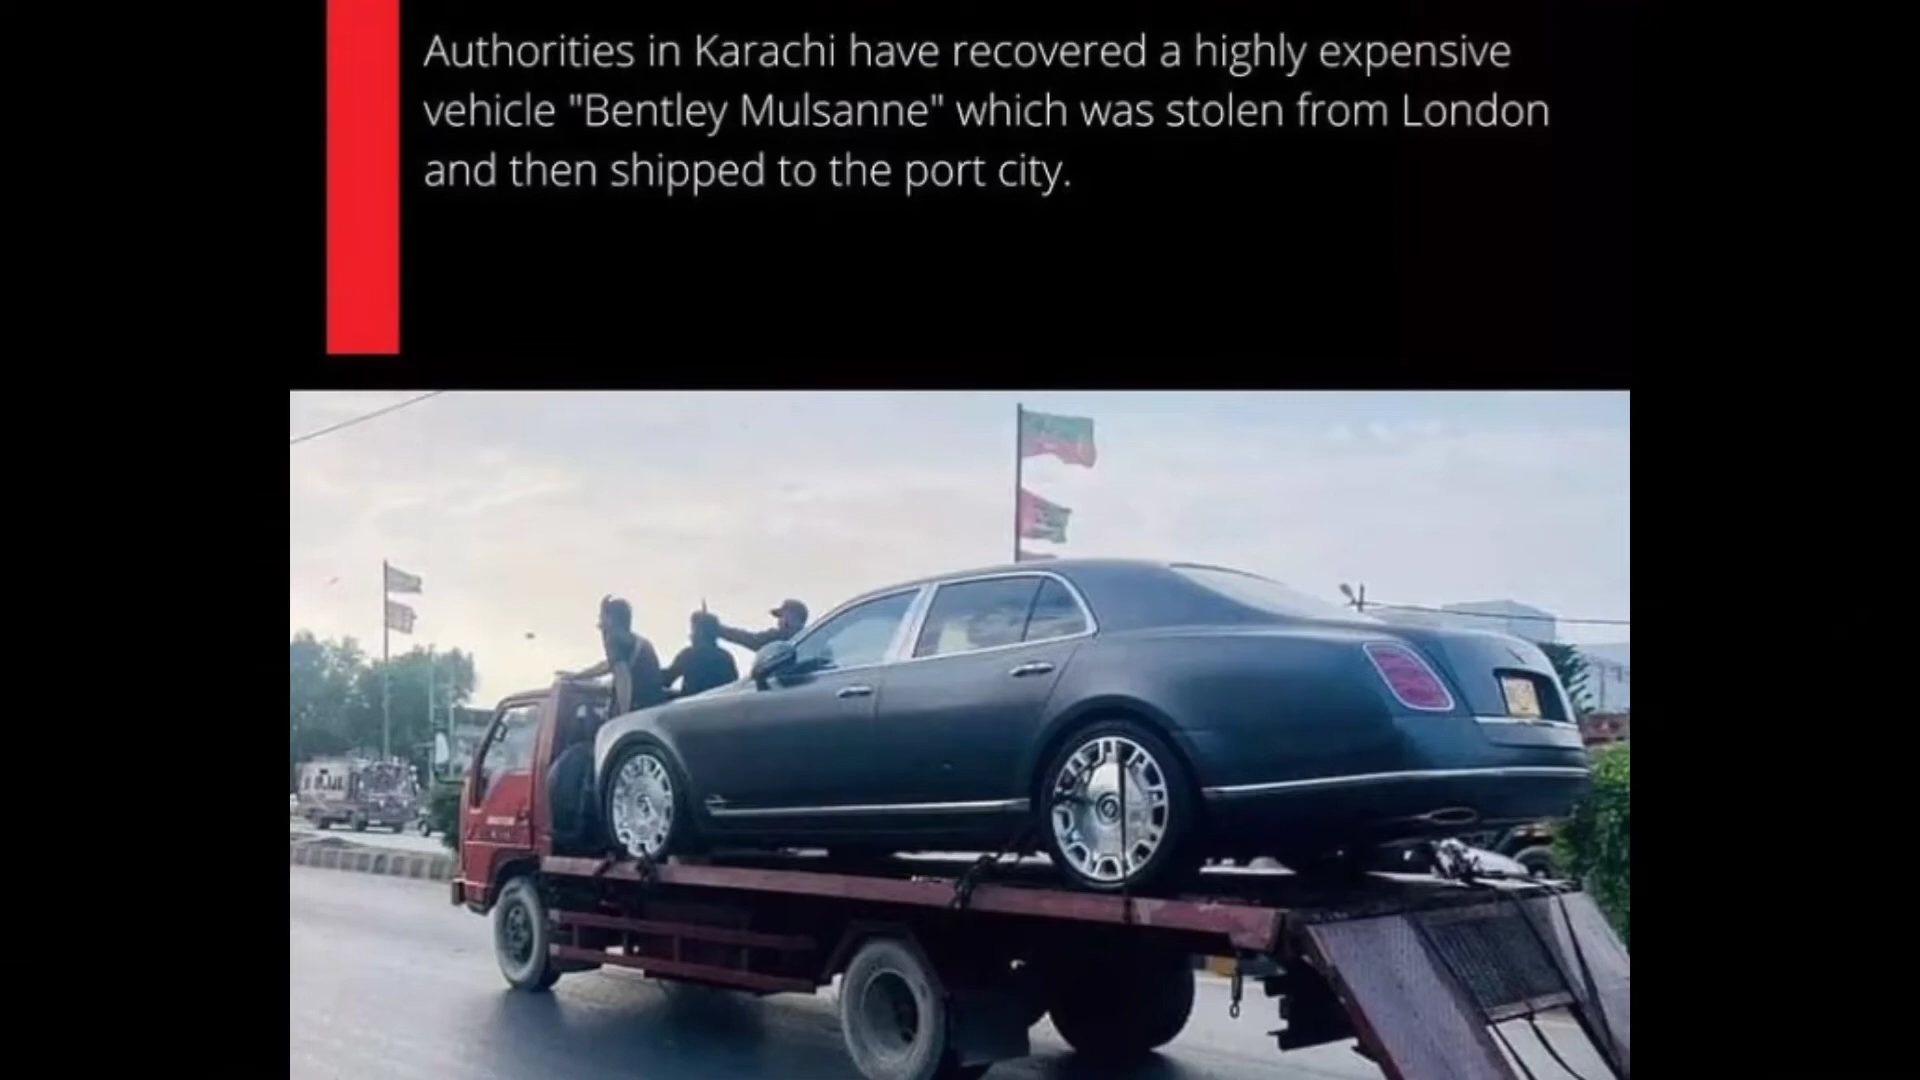 Authorities in Karachi have recovered a highly expensive
vehicle "Bentley Mulsanne" which was stolen from London
and then shipped to the port city.